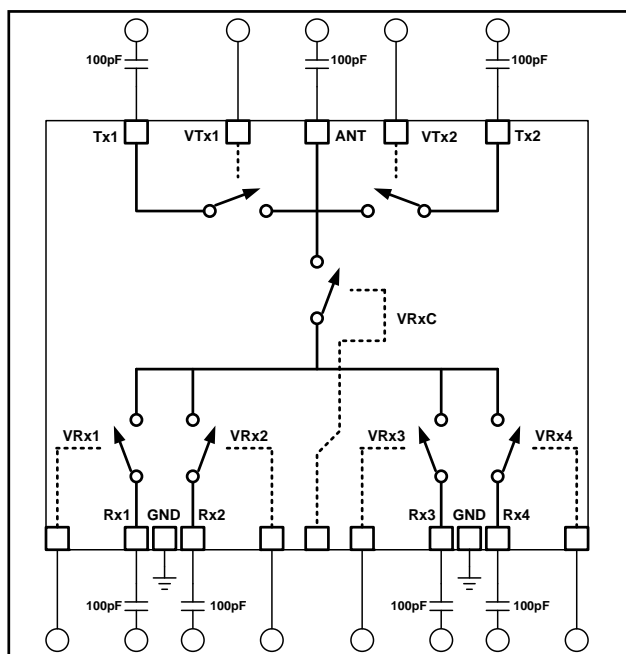 100pF 100pF 100pF
Tx1 VTx1 ANT VTx2 Tx2
VRxC
VRx1 VRx2 VRx3 VRx4
Rx1 GND Rx2 Rx3 GND Rx4
100pF 100pF 100pF 100pF